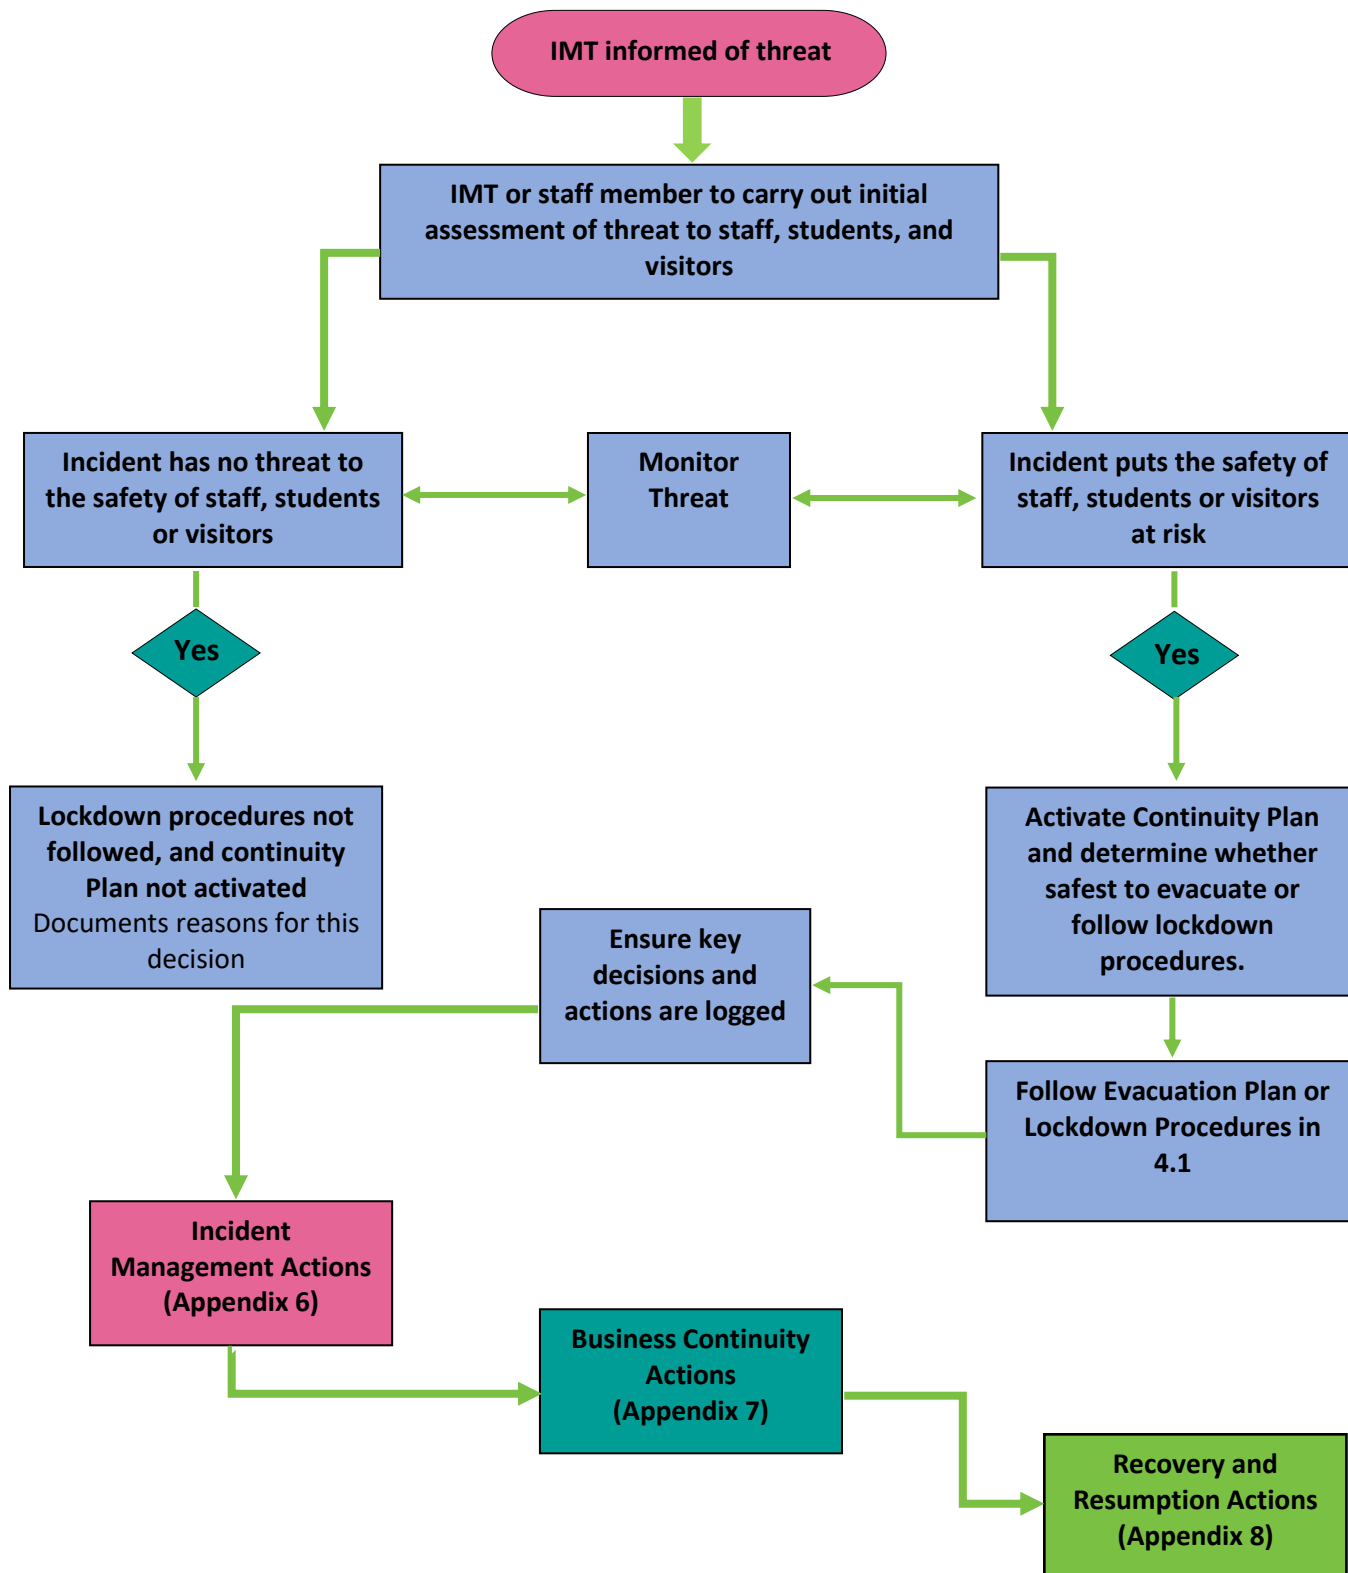 IMT informed of threat
IMT or staff member to carry out initial
assessment of threat to staff, students, and
visitors
Incident has no threat to
the safety of staff, students
or visitors
Monitor
Threat
Incident puts the safety of
staff, students or visitors
at risk
Yes
Yes
Lockdown procedures not
followed, and continuity
Plan not activated
Documents reasons for this
decision
Activate Continuity Plan
and determine whether
safest to evacuate or
follow lockdown
procedures.
Ensure key
decisions and
actions are logged
Follow Evacuation Plan or
Lockdown Procedures in
4.1
Incident
Management Actions
(Appendix 6)
Business Continuity
Actions
(Appendix 7)
Recovery and
Resumption Actions
(Appendix 8)